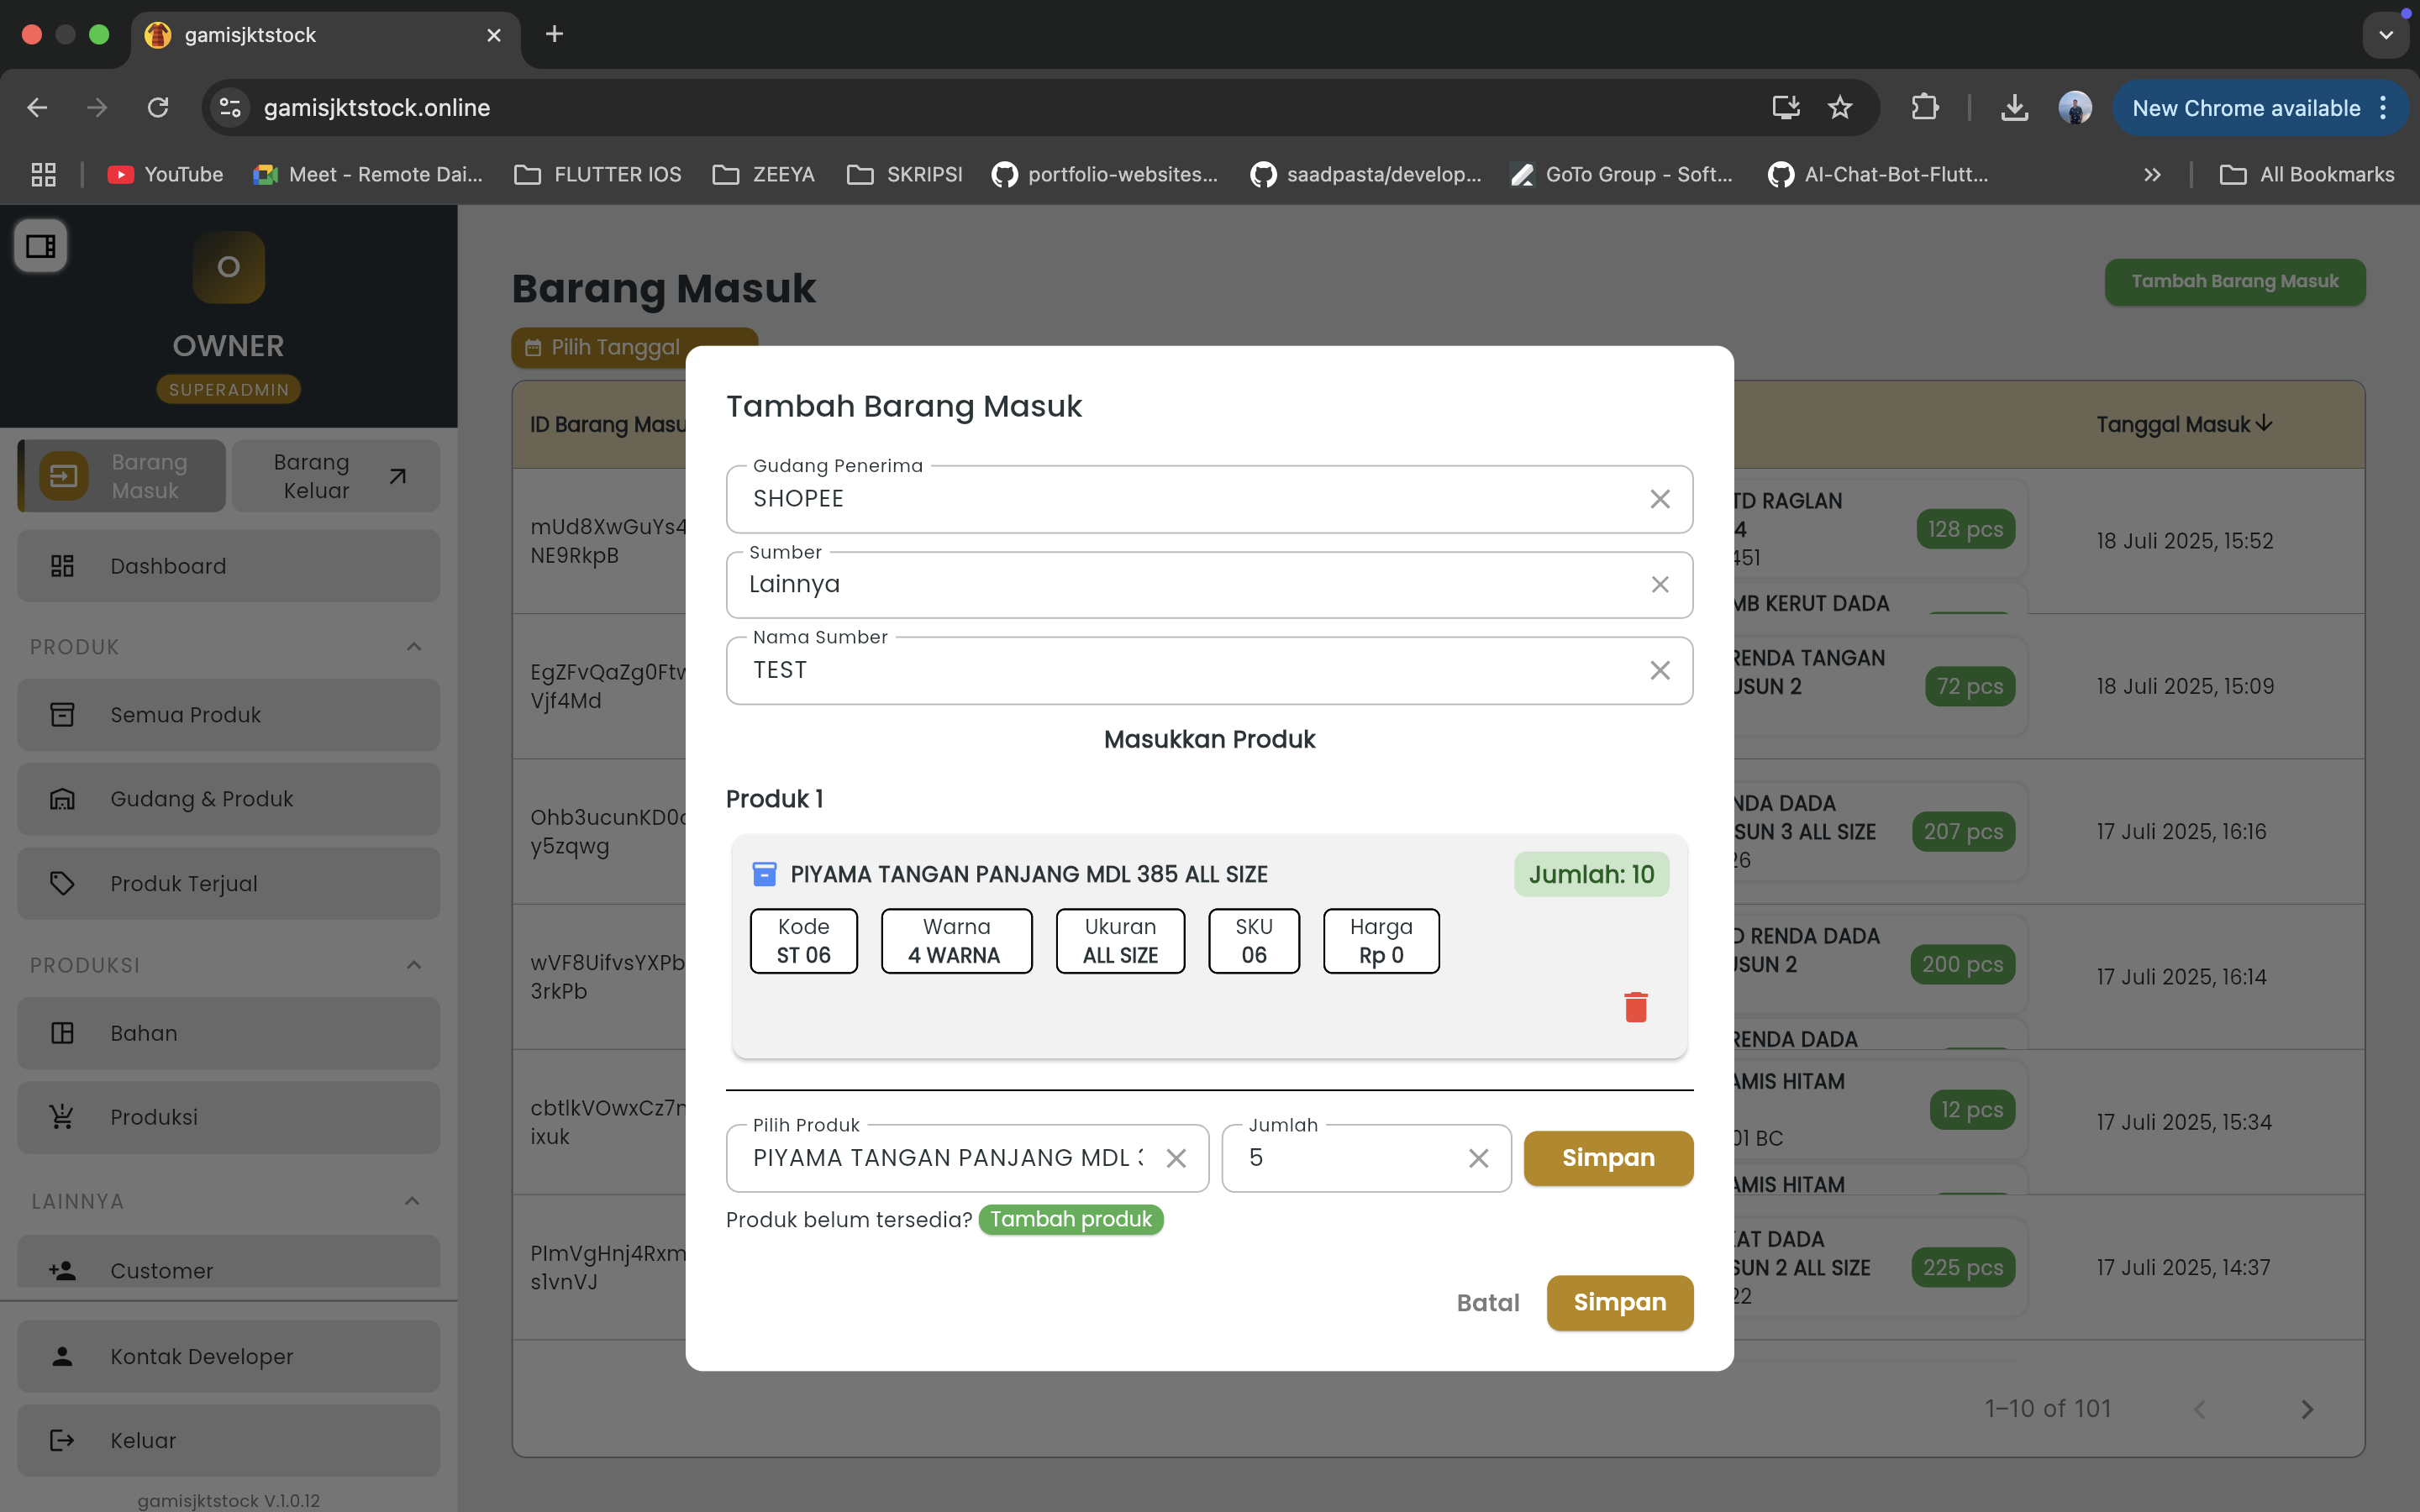 gamisjktstock
gamisjktstock.online
New Chrome available
YouTube
Meet - Remote Dai...
FLUTTER IOS
ZEEYA
SKRIPSI
portfolio-websites...
saadpasta/develop...
GoTo Group - Soft...
AI-Chat-Bot-Flutt...
All Bookmarks
O
OWNER
SUPERADMIN
Barang
Masuk
Barang
Keluar
Dashboard
PRODUK
Semua Produk
Gudang & Produk
Produk Terjual
PRODUKSI
Bahan
Produksi
LAINNYA
Customer
Kontak Developer
Keluar
gamisjktstock V.1.0.12
Barang Masuk
Tambah Barang Masuk
Pilih Tanggal
ID Barang Masu
Tanggal Masuk
mUd8XwGuYs4
NE9RkpB
TD RAGLAN
4
451
128 pcs
18 Juli 2025, 15:52
MB KERUT DADA
EgZFvQaZg0Ftw
Vjf4Md
RENDA TANGAN
USUN 2
72 pcs
18 Juli 2025, 15:09
y5zqwg
NDA DADA
SUN 3 ALL SIZE
26
207 pcs
17 Juli 2025, 16:16
wVF8UifvsYXPb
3rkPb
D RENDA DADA
USUN 2
200 pcs
17 Juli 2025, 16:14
RENDA DADA
ixuk
AMIS HITAM
01 BC
12 pcs
17 Juli 2025, 15:34
AMIS HITAM
s1vnVJ
AT DADA
SUN 2 ALL SIZE
22
225 pcs
17 Juli 2025, 14:37
1–10 of 101
Tambah Barang Masuk
Gudang Penerima
SHOPEE
Sumber
Lainnya
Nama Sumber
TEST
Masukkan Produk
Produk 1
PIYAMA TANGAN PANJANG MDL 385 ALL SIZE
Jumlah: 10
Kode
ST 06
Warna
4 WARNA
Ukuran
ALL SIZE
SKU
06
Harga
Rp 0
Pilih Produk
PIYAMA TANGAN PANJANG MDL
Jumlah
5
Simpan
Produk belum tersedia? Tambah produk
Batal
Simpan